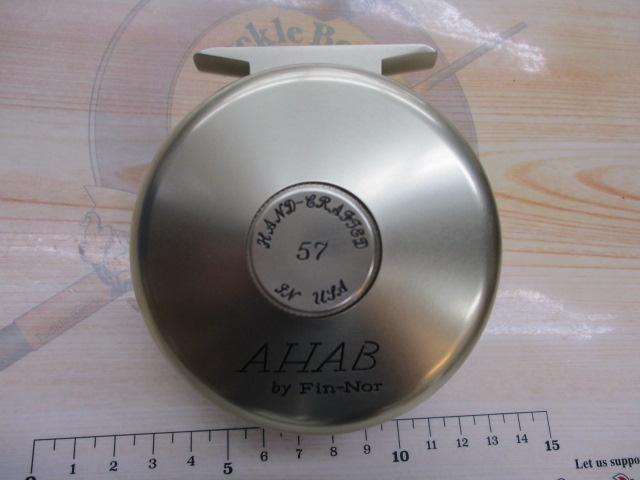 HAND-CRAFTED
57
IN USA
AHAB
by Fin-Nor
0 1 2 3 4 5 6 7 8 9 10 11 12 13 14 15
Let us suppo